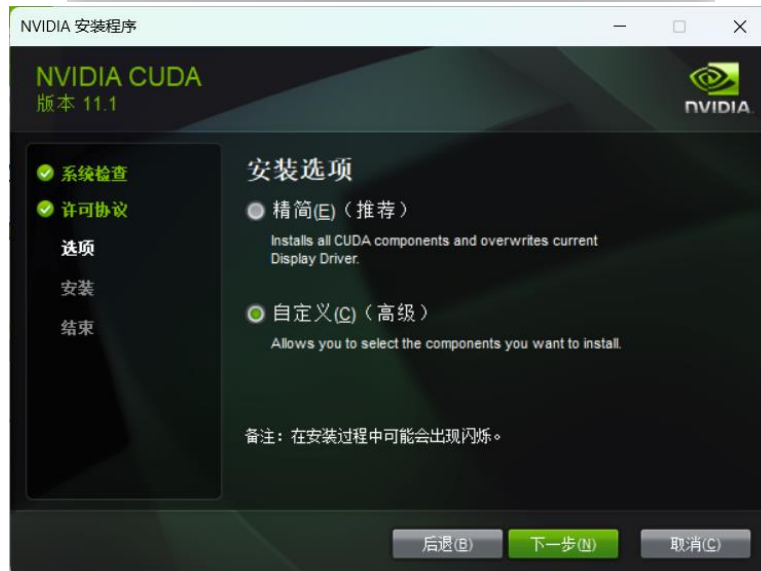 NVIDIA 安装程序
NVIDIA CUDA
版本 11.1
NVIDIA
系统检查
许可协议
选项
安装
结束
安装选项
精简(E)（推荐）
Installs all CUDA components and overwrites current
Display Driver.
自定义(C)（高级）
Allows you to select the components you want to install.
备注：在安装过程中可能会出现闪烁。
后退(B)
下一步(N)
取消(C)